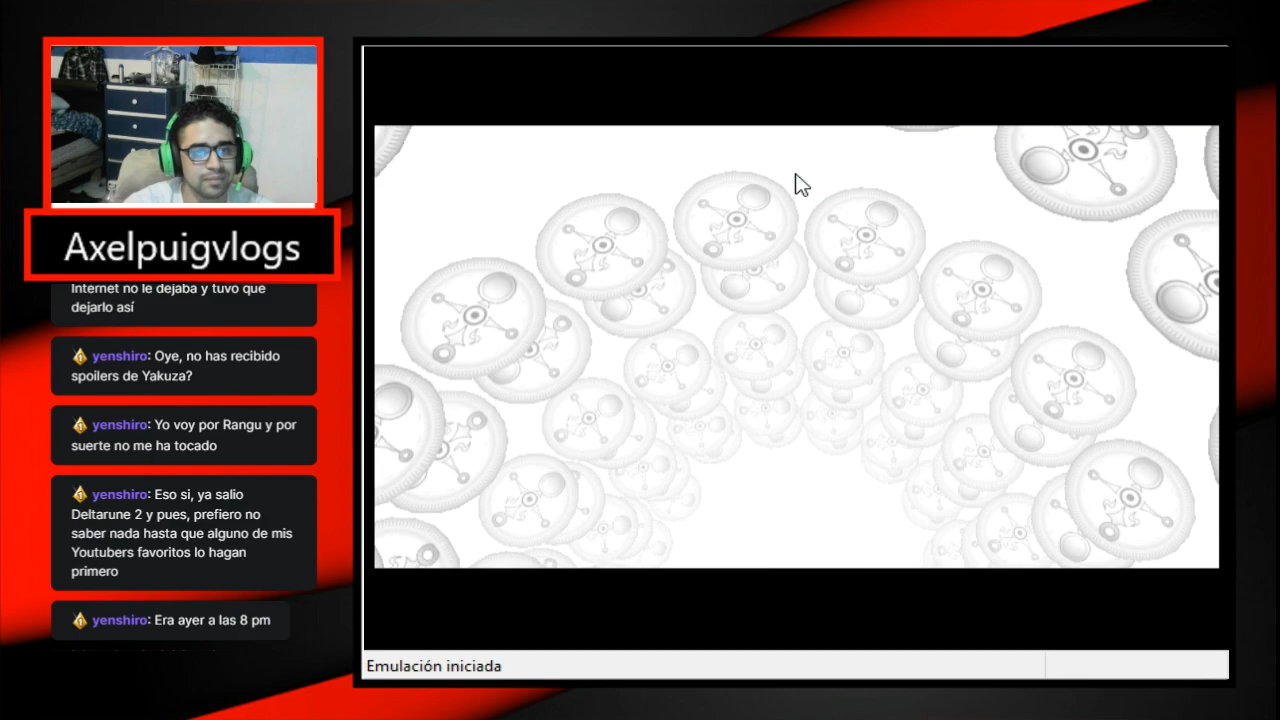 Axelpuigvlogs
Internet no le dejaba y tuvo que
dejarlo así
yenshiro: Oye, no has recibido
spoilers de Yakuza?
yenshiro: Yo voy por Rangu y por
suerte no me ha tocado
yenshiro: Eso si, ya salio
Deltarune 2 y pues, prefiero no
saber nada hasta que alguno de mis
Youtubers favoritos lo hagan
primero
yenshiro: Era ayer a las 8 pm
Emulación iniciada